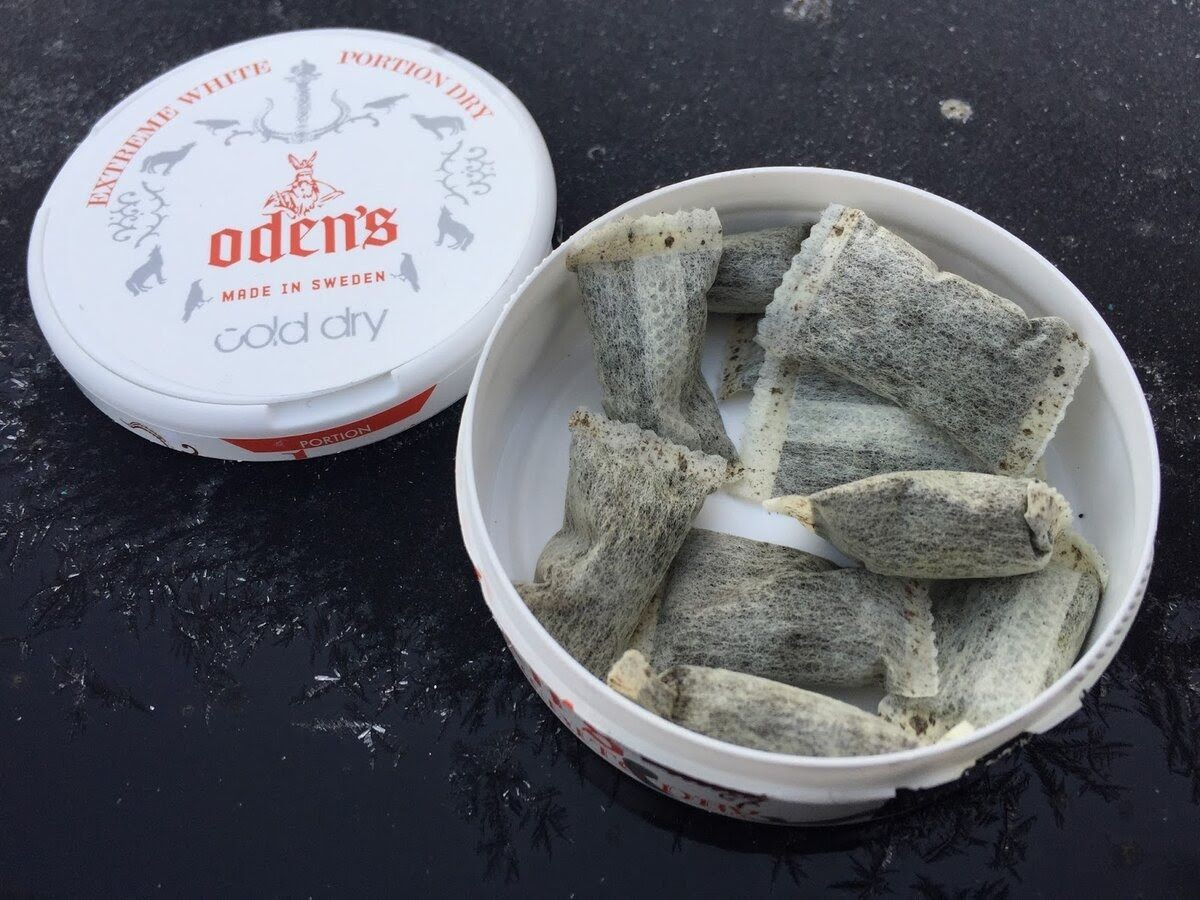 EXTREME WHITE PORTION DRY
oden's
MADE IN SWEDEN
cold dry
PORTION